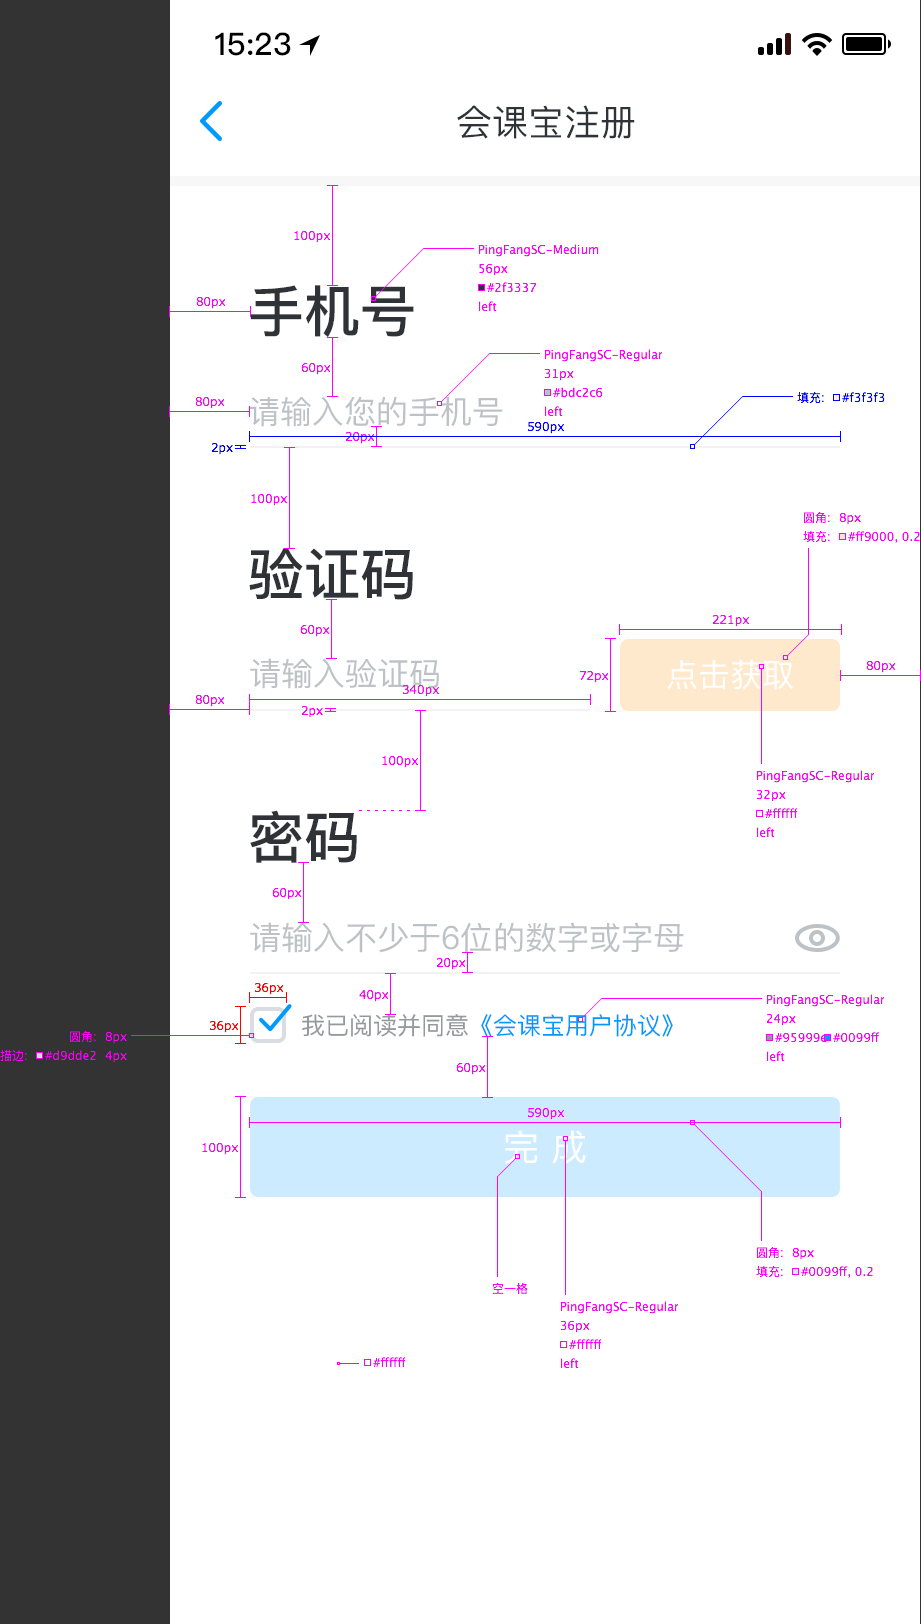 15:23
会课宝注册
100px
PingFangSC-Medium
56px
#2f3337
left
80px
手机号
60px
PingFangSC-Regular
31px
#bdc2c6
left
80px
请输入您的手机号
填充: #f3f3f3
20px
590px
2px
100px
圆角: 8px
填充: #ff9000, 0.2
验证码
60px
221px
请输入验证码
72px
点击获取
80px
80px
340px
2px
100px
PingFangSC-Regular
32px
#ffffff
left
密码
60px
请输入不少于6位的数字或字母
20px
36px
40px
PingFangSC-Regular
24px
#95999e #0099ff
left
36px
我已阅读并同意《会课宝用户协议》
圆角: 8px
描边: #d9dde2 4px
60px
590px
100px
完 成
圆角: 8px
填充: #0099ff, 0.2
空一格
PingFangSC-Regular
36px
#ffffff
left
#ffffff